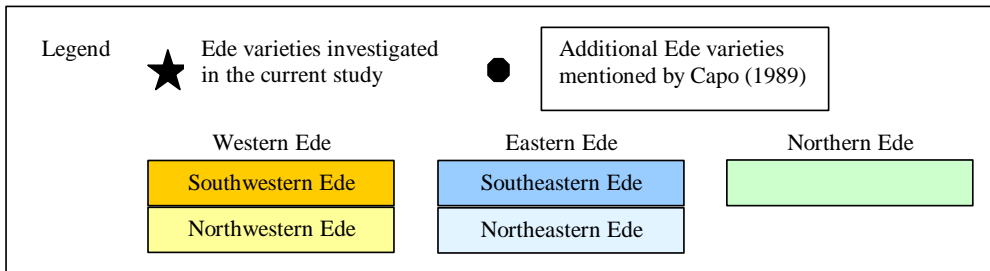 Legend
Ede varieties investigated
in the current study
Additional Ede varieties
mentioned by Capo (1989)
Western Ede
Eastern Ede
Northern Ede
Southwestern Ede
Southeastern Ede
Northwestern Ede
Northeastern Ede